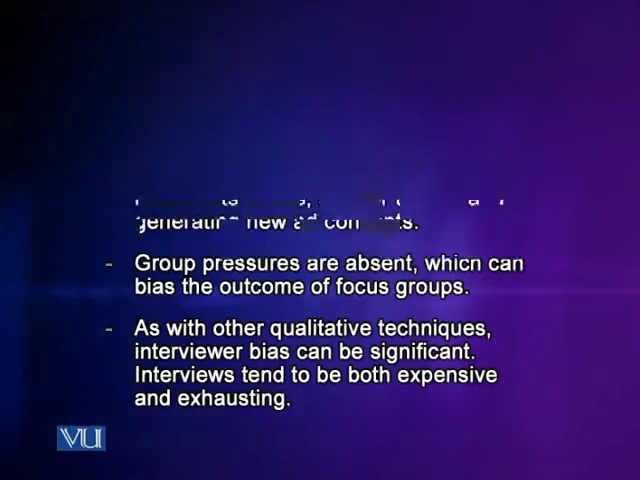 generating new ad concepts.
- Group pressures are absent, which can
bias the outcome of focus groups.
- As with other qualitative techniques,
interviewer bias can be significant.
Interviews tend to be both expensive
and exhausting.
VU